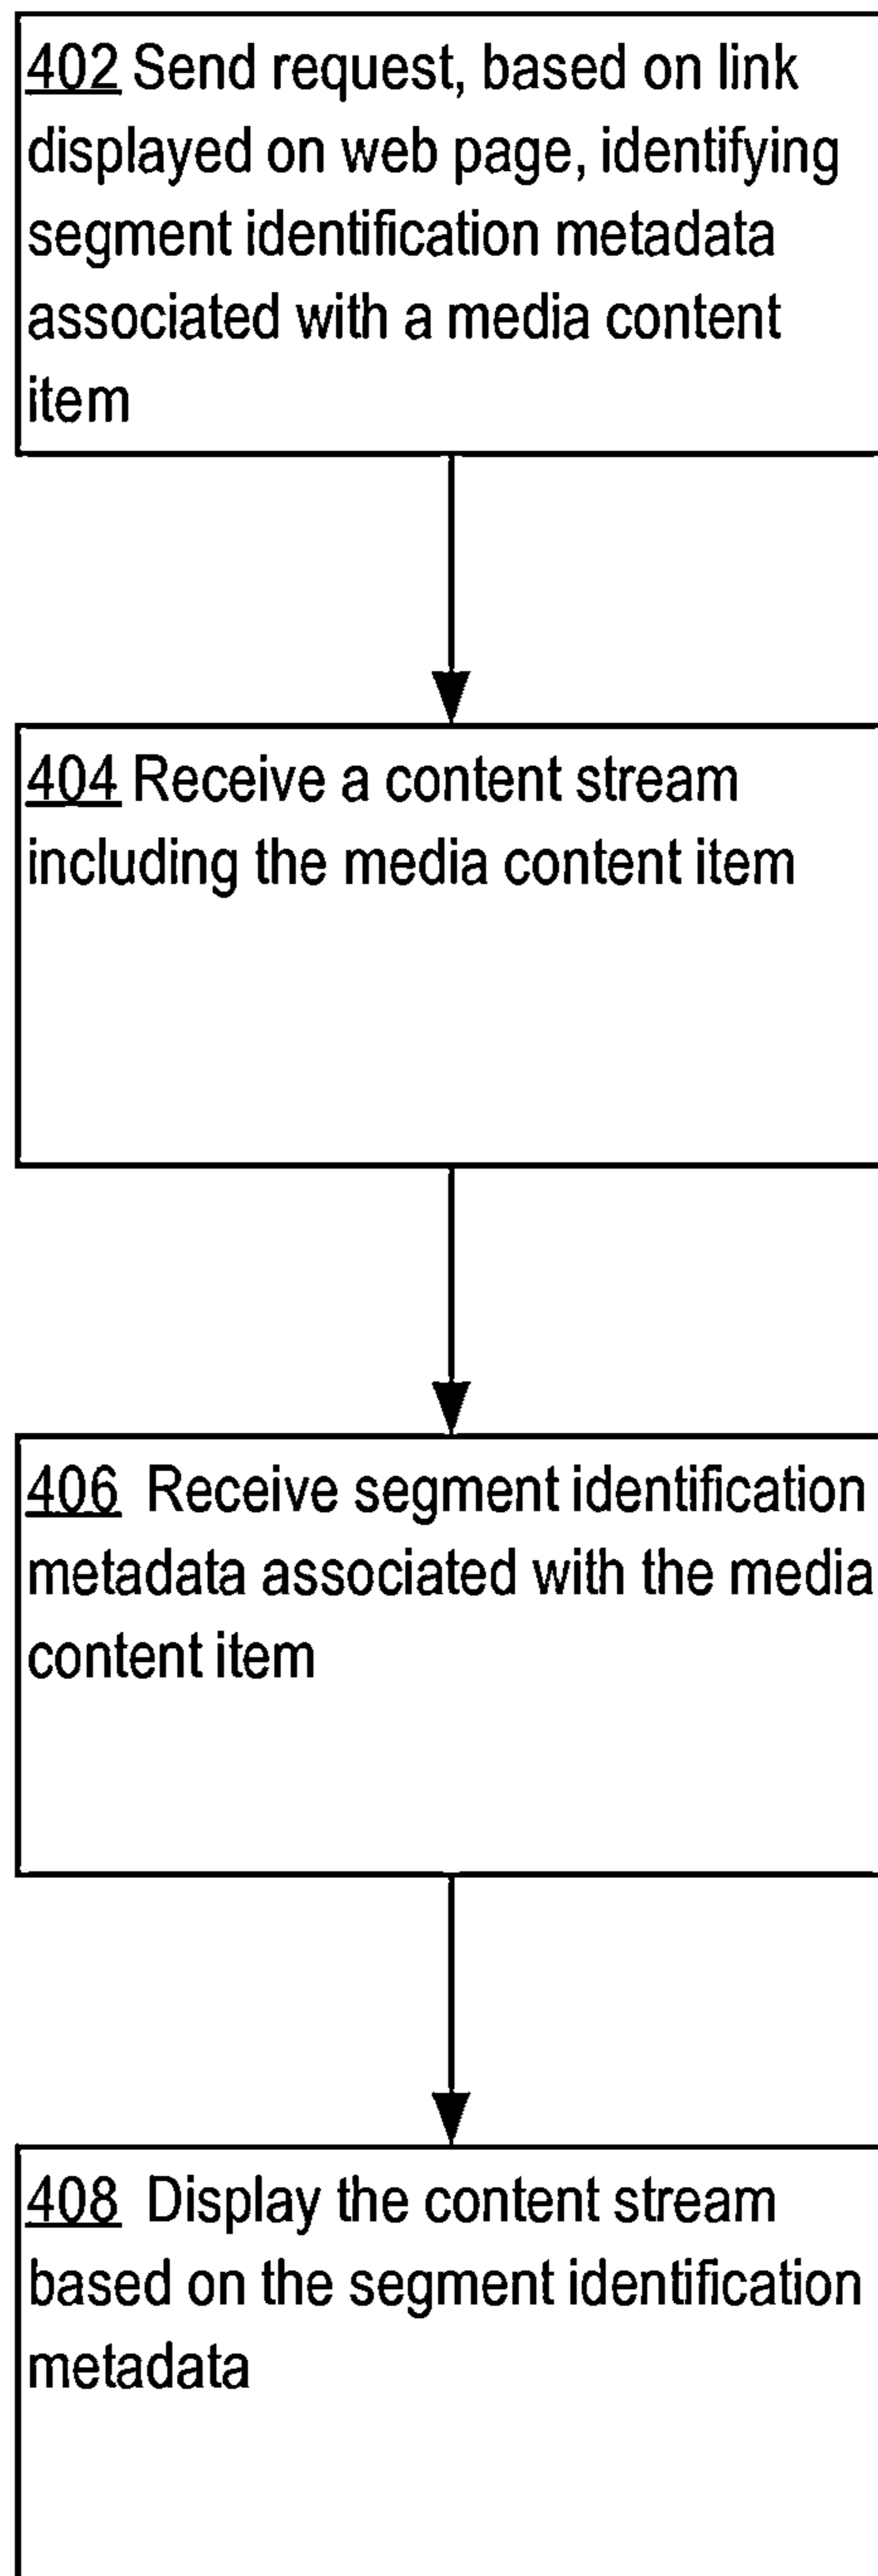 402 Send request, based on link
displayed on web page, identifying
segment identification metadata
associated with a media content
item
404 Receive a content stream
including the media content item
406 Receive segment identification
metadata associated with the media
content item
408 Display the content stream
based on the segment identification
metadata